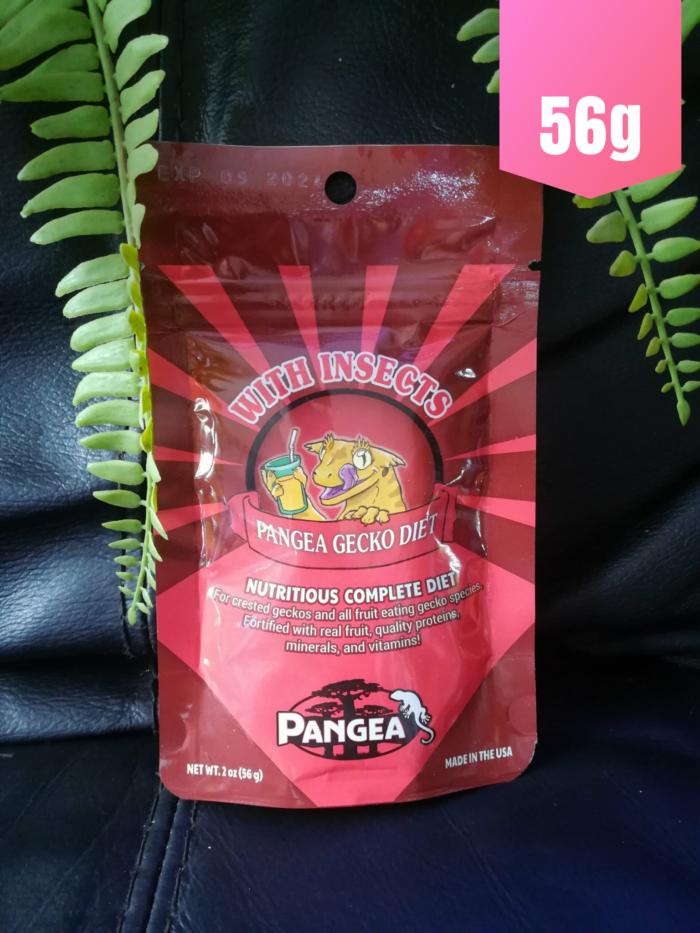 56g
EXP 05 202
WITH INSECTS
PANGEA GECKO DIET
NUTRITIOUS COMPLETE DIET
For crested geckos and all fruit eating gecko species.
Fortified with real fruit, quality proteins,
minerals, and vitamins!
PANGEA
NET WT. 2 oz (56 g)
MADE IN THE USA